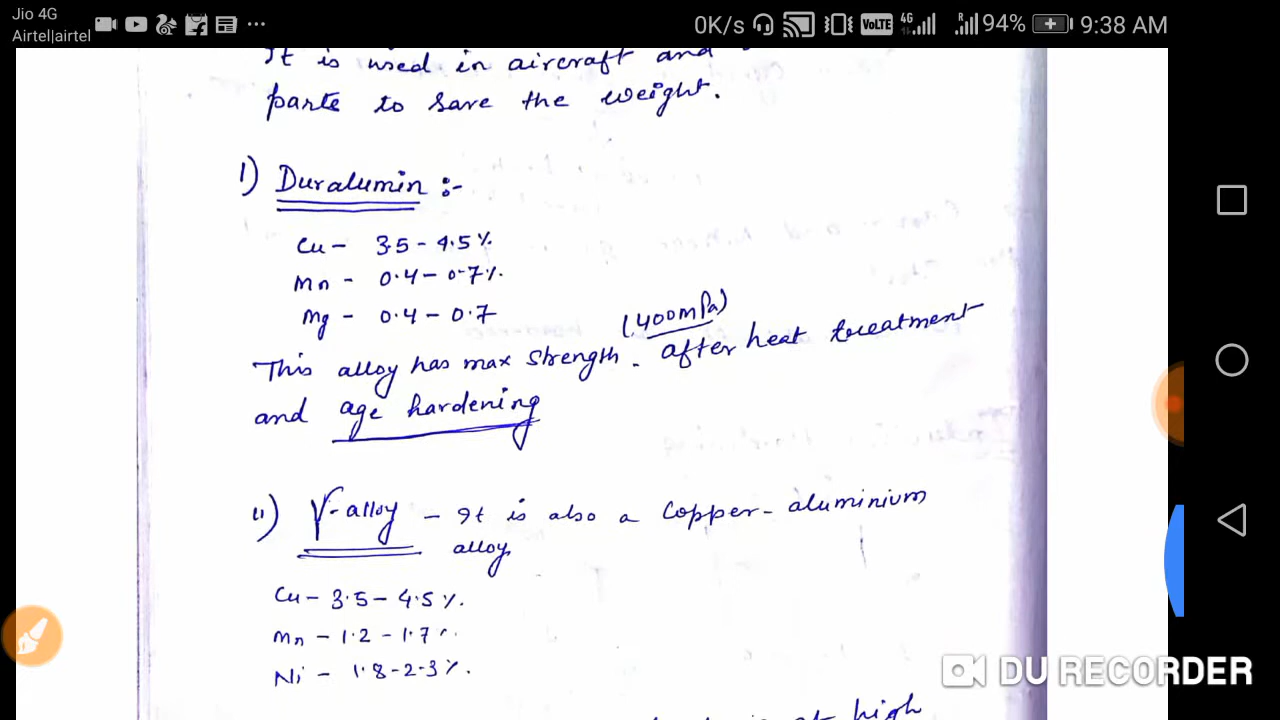 Jio 4G
Airtel|airtel
0K/s VoLTE 4G R 94% 9:38 AM
It is used in aircraft and
parts to save the weight.
1) Duralumin :-
Cu - 3.5 - 4.5 %
Mn - 0.4 - 0.7%.
Mg - 0.4 - 0.7
(400mPa)
This alloy has max strength. after heat treatment
and age hardening
11) Y-alloy - It is also a Copper-aluminium
alloy
Cu - 3.5 - 4.5 %.
Mn - 1.2 - 1.7
Ni - 1.8-2.3%.
at high
DU RECORDER